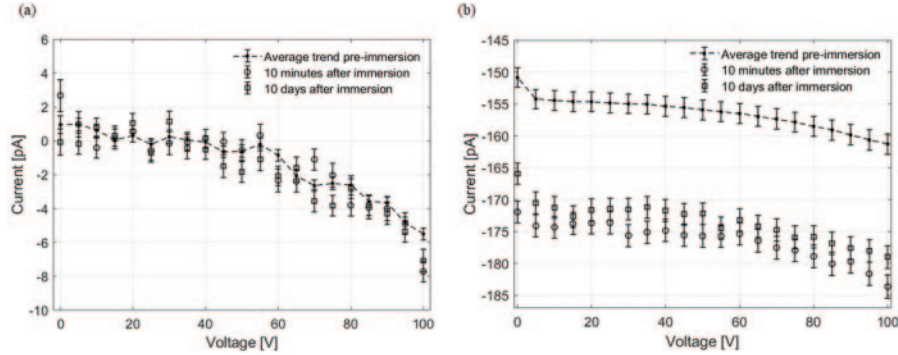 (a)
(b)
6
4
2
0
-2
-4
-6
-8
-10
Current [pA]
0
20
40
60
80
100
Voltage [V]
Average trend pre-immersion
10 minutes after immersion
10 days after immersion
-145
-150
-155
-160
-165
-170
-175
-180
-185
Current [pA]
0
20
40
60
80
100
Voltage [V]
Average trend pre-immersion
10 minutes after immersion
10 days after immersion